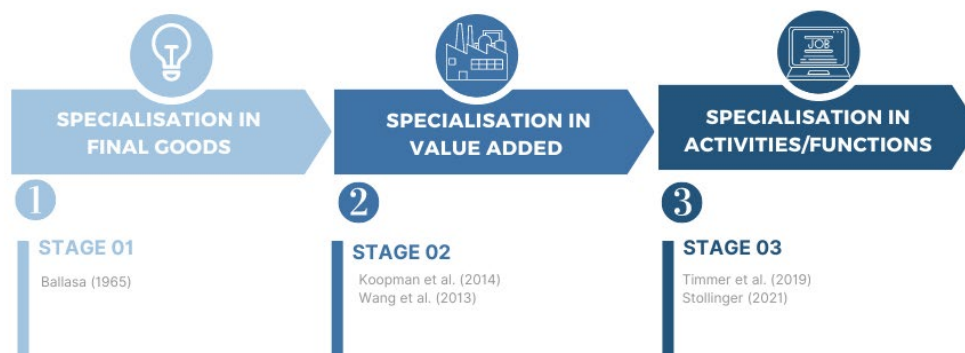 JOB
SPECIALISATION IN
FINAL GOODS
SPECIALISATION IN
VALUE ADDED
SPECIALISATION IN
ACTIVITIES/FUNCTIONS
1
STAGE 01
Ballasa (1965)
2
STAGE 02
Koopman et al. (2014)
Wang et al. (2013)
3
STAGE 03
Timmer et al. (2019)
Stollinger (2021)